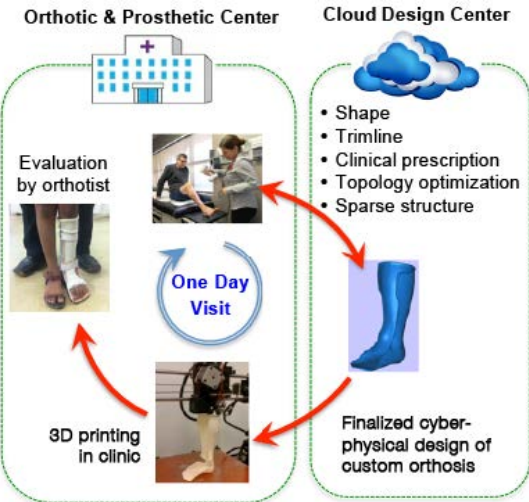 Orthotic & Prosthetic Center
Cloud Design Center
• Shape
• Trimline
• Clinical prescription
• Topology optimization
• Sparse structure
Evaluation
by orthotist
One Day
Visit
3D printing
in clinic
Finalized cyber-
physical design of
custom orthosis